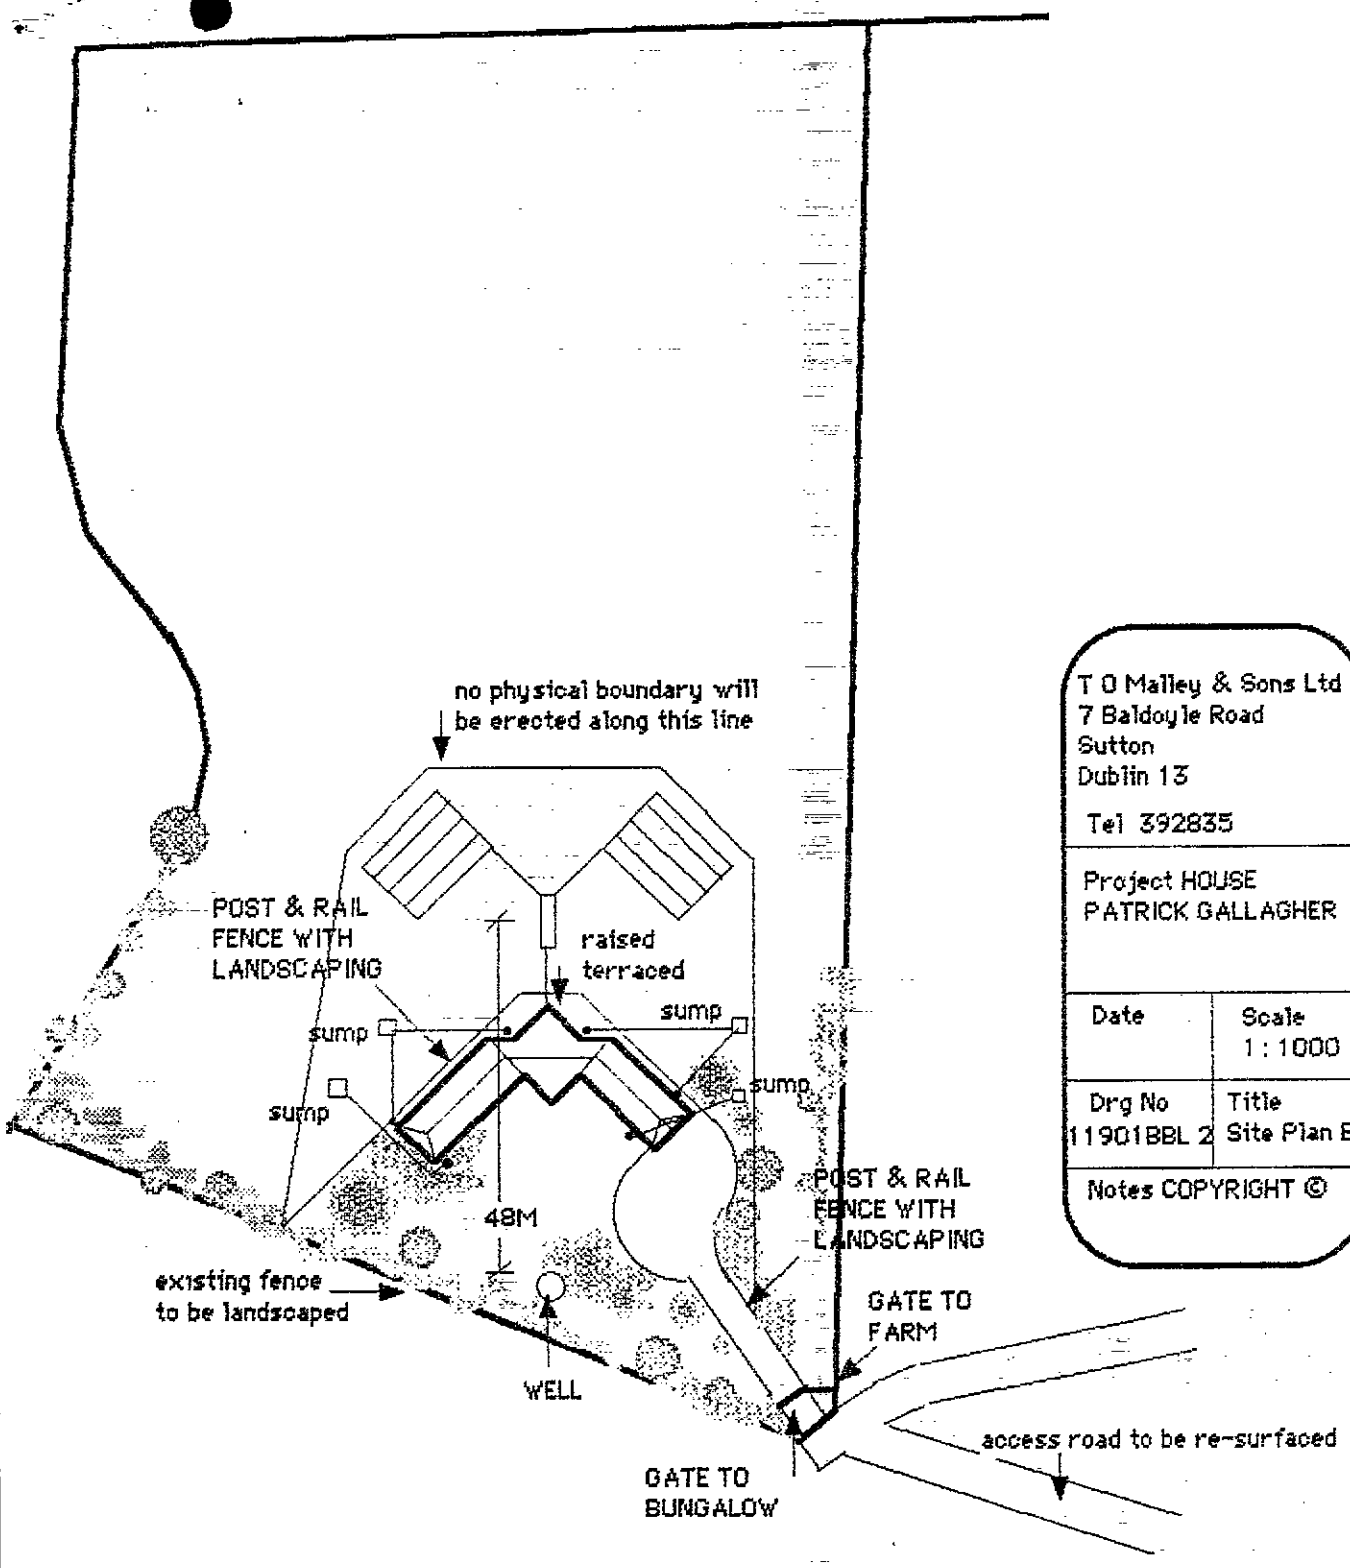 no physical boundary will
be erected along this line
POST & RAIL
FENCE WITH
LANDSCAPING
raised
terraced
sump
sump
sump
sump
48M
POST & RAIL
FENCE WITH
LANDSCAPING
existing fence
to be landscaped
WELL
GATE TO
FARM
GATE TO
BUNGALOW
access road to be re-surfaced
T O Malley & Sons Ltd
7 Baldoyle Road
Sutton
Dublin 13
Tel 392835
Project HOUSE
PATRICK GALLAGHER
Date
Scale
1:1000
Drg No
11901BBL 2
Title
Site Plan B
Notes COPYRIGHT ©